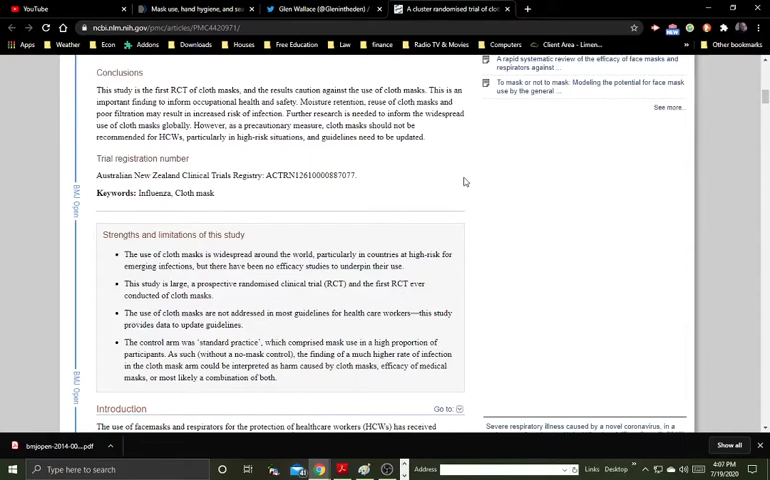 YouTube
Mask use, hand hygiene, and sea
Glen Wallace (@Glenintheden) /
A cluster randomised trial of clot
ncbi.nlm.nih.gov/pmc/articles/PMC4420971/
Apps Weather Econ Addons Downloads Houses Free Education Law finance Radio TV & Movies Computers Client Area - Limen... Other bookmarks
Conclusions
This study is the first RCT of cloth masks, and the results caution against the use of cloth masks. This is an
important finding to inform occupational health and safety. Moisture retention, reuse of cloth masks and
poor filtration may result in increased risk of infection. Further research is needed to inform the widespread
use of cloth masks globally. However, as a precautionary measure, cloth masks should not be
recommended for HCWs, particularly in high-risk situations, and guidelines need to be updated.
Trial registration number
Australian New Zealand Clinical Trials Registry: ACTRN12610000887077.
Keywords: Influenza, Cloth mask
Strengths and limitations of this study
The use of cloth masks is widespread around the world, particularly in countries at high-risk for
emerging infections, but there have been no efficacy studies to underpin their use.
This study is large, a prospective randomised clinical trial (RCT) and the first RCT ever
conducted of cloth masks.
The use of cloth masks are not addressed in most guidelines for health care workers—this study
provides data to update guidelines.
The control arm was ‘standard practice’, which comprised mask use in a high proportion of
participants. As such (without a no-mask control), the finding of a much higher rate of infection
in the cloth mask arm could be interpreted as harm caused by cloth masks, efficacy of medical
masks, or most likely a combination of both.
Introduction
Go to:
The use of facemasks and respirators for the protection of healthcare workers (HCWs) has received
BMJ Open
BMJ Open
A rapid systematic review of the efficacy of face masks and
respirators against...
To mask or not to mask: Modeling the potential for face mask
use by the general ...
See more...
Severe respiratory illness caused by a novel coronavirus, in a
bmjopen-2014-00....pdf
Show all
Type here to search
Address
Links
Desktop
4:07 PM
7/19/2020